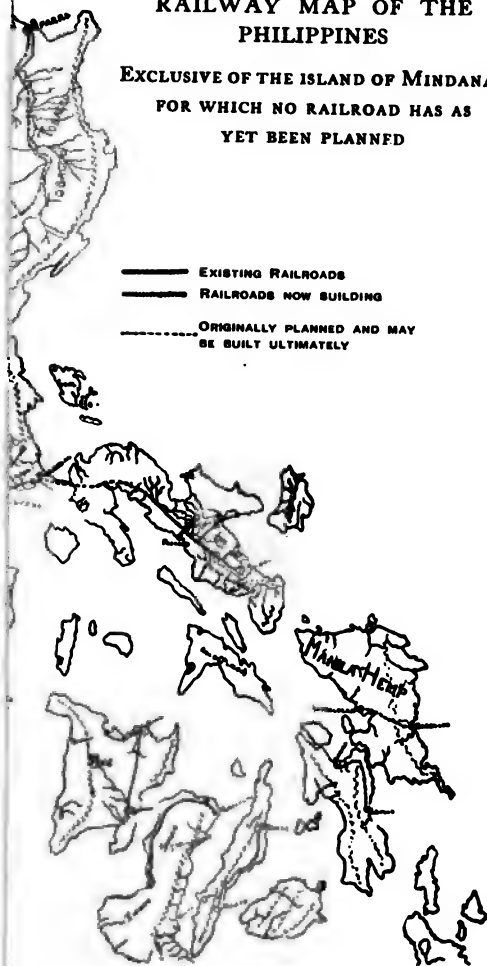 RAILWAY MAP OF THE
PHILIPPINES
EXCLUSIVE OF THE ISLAND OF MINDANA
FOR WHICH NO RAILROAD HAS AS
YET BEEN PLANNED
EXISTING RAILROADS
RAILROADS NOW BUILDING
ORIGINALLY PLANNED AND MAY
BE BUILT ULTIMATELY
MANILA HEMP